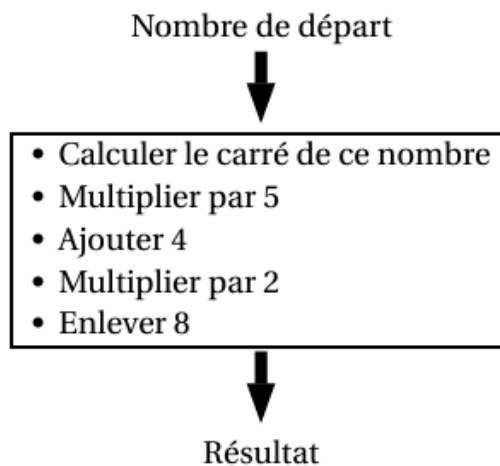 Nombre de départ
• Calculer le carré de ce nombre
• Multiplier par 5
• Ajouter 4
• Multiplier par 2
• Enlever 8
Résultat